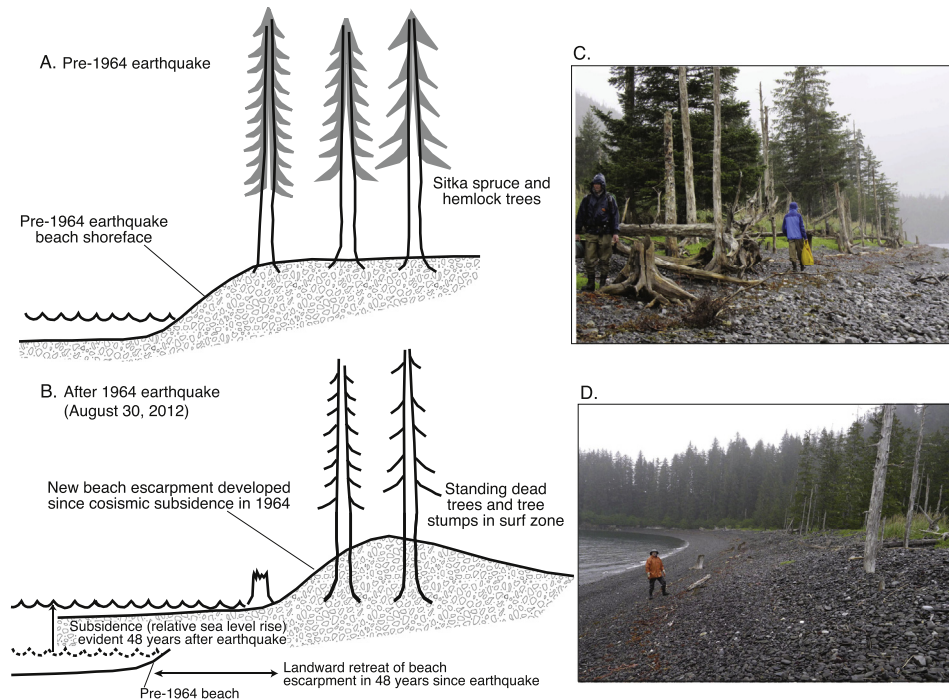 A. Pre-1964 earthquake
Sitka spruce and
hemlock trees
Pre-1964 earthquake
beach shoreface
B. After 1964 earthquake
(August 30, 2012)
New beach escarpment developed
since cosismic subsidence in 1964
Standing dead
trees and tree
stumps in surf zone
Subsidence (relative sea level rise)
evident 48 years after earthquake
Landward retreat of beach
escarpment in 48 years since earthquake
Pre-1964 beach
C.
D.